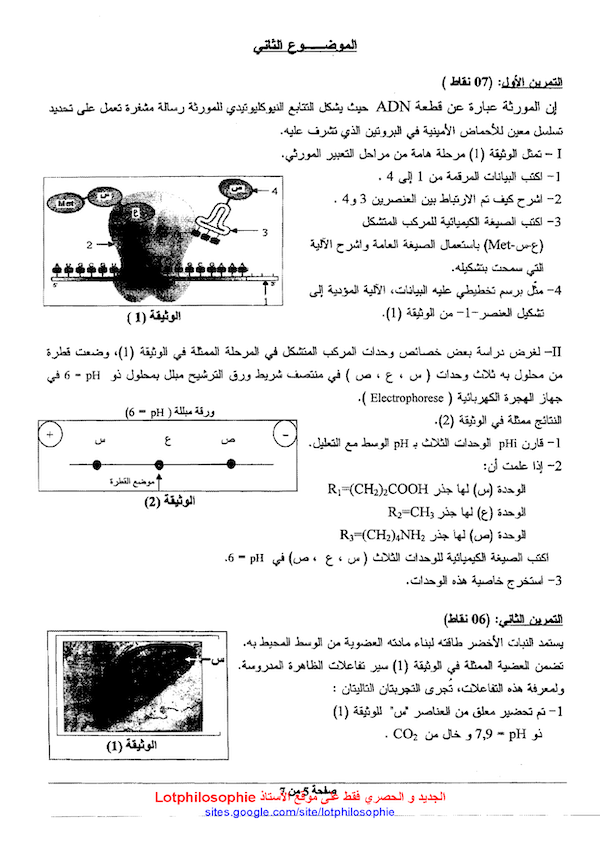 الموضـــوع الثاني
التمرين الأول: (07 نقاط )
إن المورثة عبارة عن قطعة ADN حيث يشكل التتابع النيوكليوتيدي للمورثة رسالة مشفرة تعمل على تحديد
تسلسل معين للأحماض الأمينية في البروتين الذي تشرف عليه.
I – تمثل الوثيقة (1) مرحلة هامة من مراحل التعبير المورثي.
1- اكتب البيانات المرقمة من 1 إلى 4 .
2- اشرح كيف تم الارتباط بين العنصرين 3 و4 .
3- اكتب الصيغة الكيميائية للمركب المتشكل
(Met-س-ع) باستعمال الصيغة العامة واشرح الآلية
التي سمحت بتشكيله.
4- مثّل برسم تخطيطي عليه البيانات، الآلية المؤدية إلى
تشكيل العنصر-1- من الوثيقة (1).
Met
س
ع
ص
4
3
2
1
الوثيقة (1 )
II– لغرض دراسة بعض خصائص وحدات المركب المتشكل في المرحلة الممثلة في الوثيقة (1)، وضعت قطرة
من محلول به ثلاث وحدات ( س ، ع ، ص ) في منتصف شريط ورق الترشيح مبلل بمحلول ذو pH = 6 في
جهاز الهجرة الكهربائية ( Electrophorese ).
النتائج ممثلة في الوثيقة (2).
1- قارن pHi الوحدات الثلاث بـ pH الوسط مع التعليل.
2- إذا علمت أن:
الوحدة (س) لها جذر R₁=(CH₂)₂COOH
الوحدة (ع) لها جذر R₂=CH₃
الوحدة (ص) لها جذر R₃=(CH₂)₄NH₂
اكتب الصيغة الكيميائية للوحدات الثلاث ( س ، ع ، ص) في pH = 6.
3- استخرج خاصية هذه الوحدات.
ورقة مبللة ( pH = 6)
+
س
ع
ص
−
موضع القطرة
الوثيقة (2)
التمرين الثاني: (06 نقاط)
يستمد النبات الأخضر طاقته لبناء مادته العضوية من الوسط المحيط به.
تضمن العضية الممثلة في الوثيقة (1) سير تفاعلات الظاهرة المدروسة.
ولمعرفة هذه التفاعلات، تُجرى التجربتان التاليتان :
1– تم تحضير معلق من العناصر "س" للوثيقة (1)
ذو pH = 7,9 و خال من CO₂ .
س
الوثيقة (1)
صفحة 5 من 7
الجديد و الحصري فقط على موقع الأستاذ Lotphilosophie
sites.google.com/site/lotphilosophie